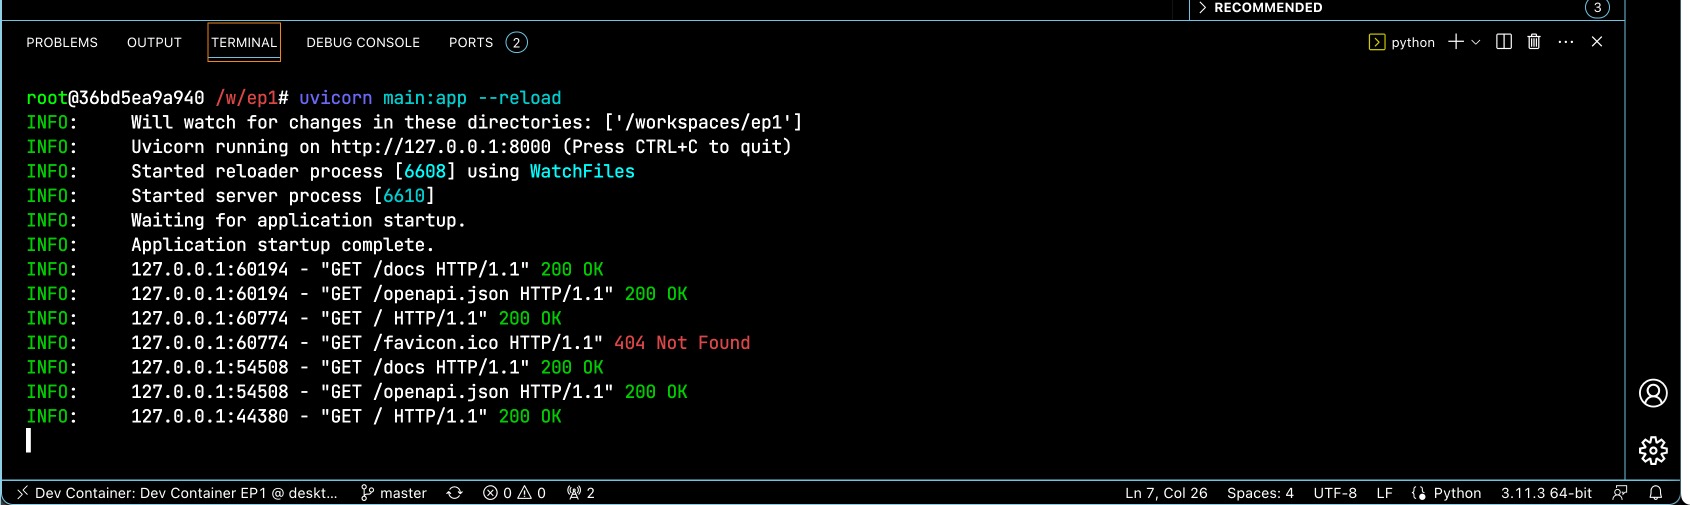 RECOMMENDED 3
PROBLEMS OUTPUT TERMINAL DEBUG CONSOLE PORTS 2 python
root@36bd5ea9a940 /w/ep1# uvicorn main:app --reload
INFO: Will watch for changes in these directories: ['/workspaces/ep1']
INFO: Uvicorn running on http://127.0.0.1:8000 (Press CTRL+C to quit)
INFO: Started reloader process [6608] using WatchFiles
INFO: Started server process [6610]
INFO: Waiting for application startup.
INFO: Application startup complete.
INFO: 127.0.0.1:60194 - "GET /docs HTTP/1.1" 200 OK
INFO: 127.0.0.1:60194 - "GET /openapi.json HTTP/1.1" 200 OK
INFO: 127.0.0.1:60774 - "GET / HTTP/1.1" 200 OK
INFO: 127.0.0.1:60774 - "GET /favicon.ico HTTP/1.1" 404 Not Found
INFO: 127.0.0.1:54508 - "GET /docs HTTP/1.1" 200 OK
INFO: 127.0.0.1:54508 - "GET /openapi.json HTTP/1.1" 200 OK
INFO: 127.0.0.1:44380 - "GET / HTTP/1.1" 200 OK
Dev Container: Dev Container EP1 @ deskt... master 0 0 2 Ln 7, Col 26 Spaces: 4 UTF-8 LF Python 3.11.3 64-bit